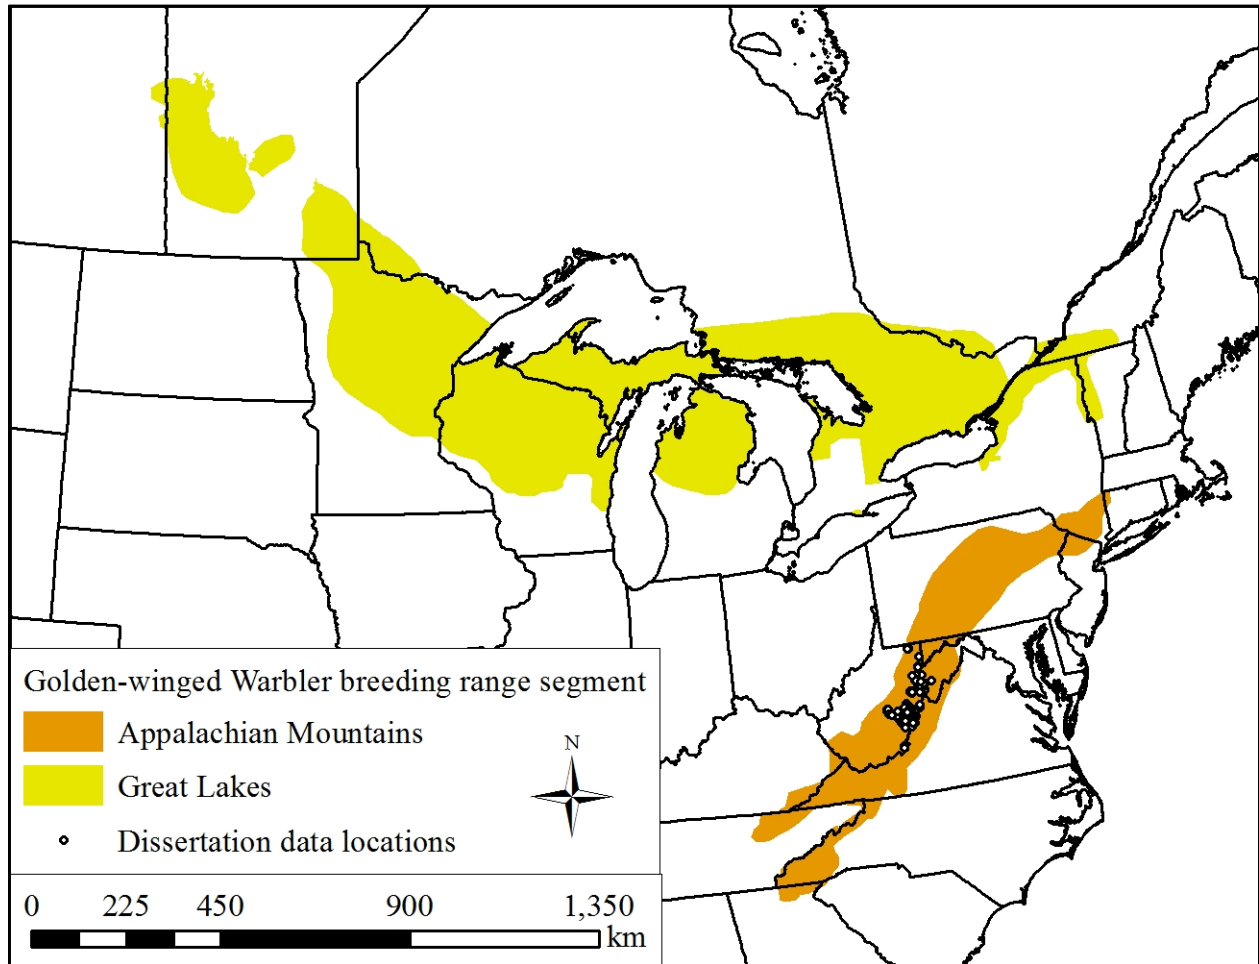 Golden-winged Warbler breeding range segment
Appalachian Mountains
N
Great Lakes
Dissertation data locations
0 225 450 900 1,350
km